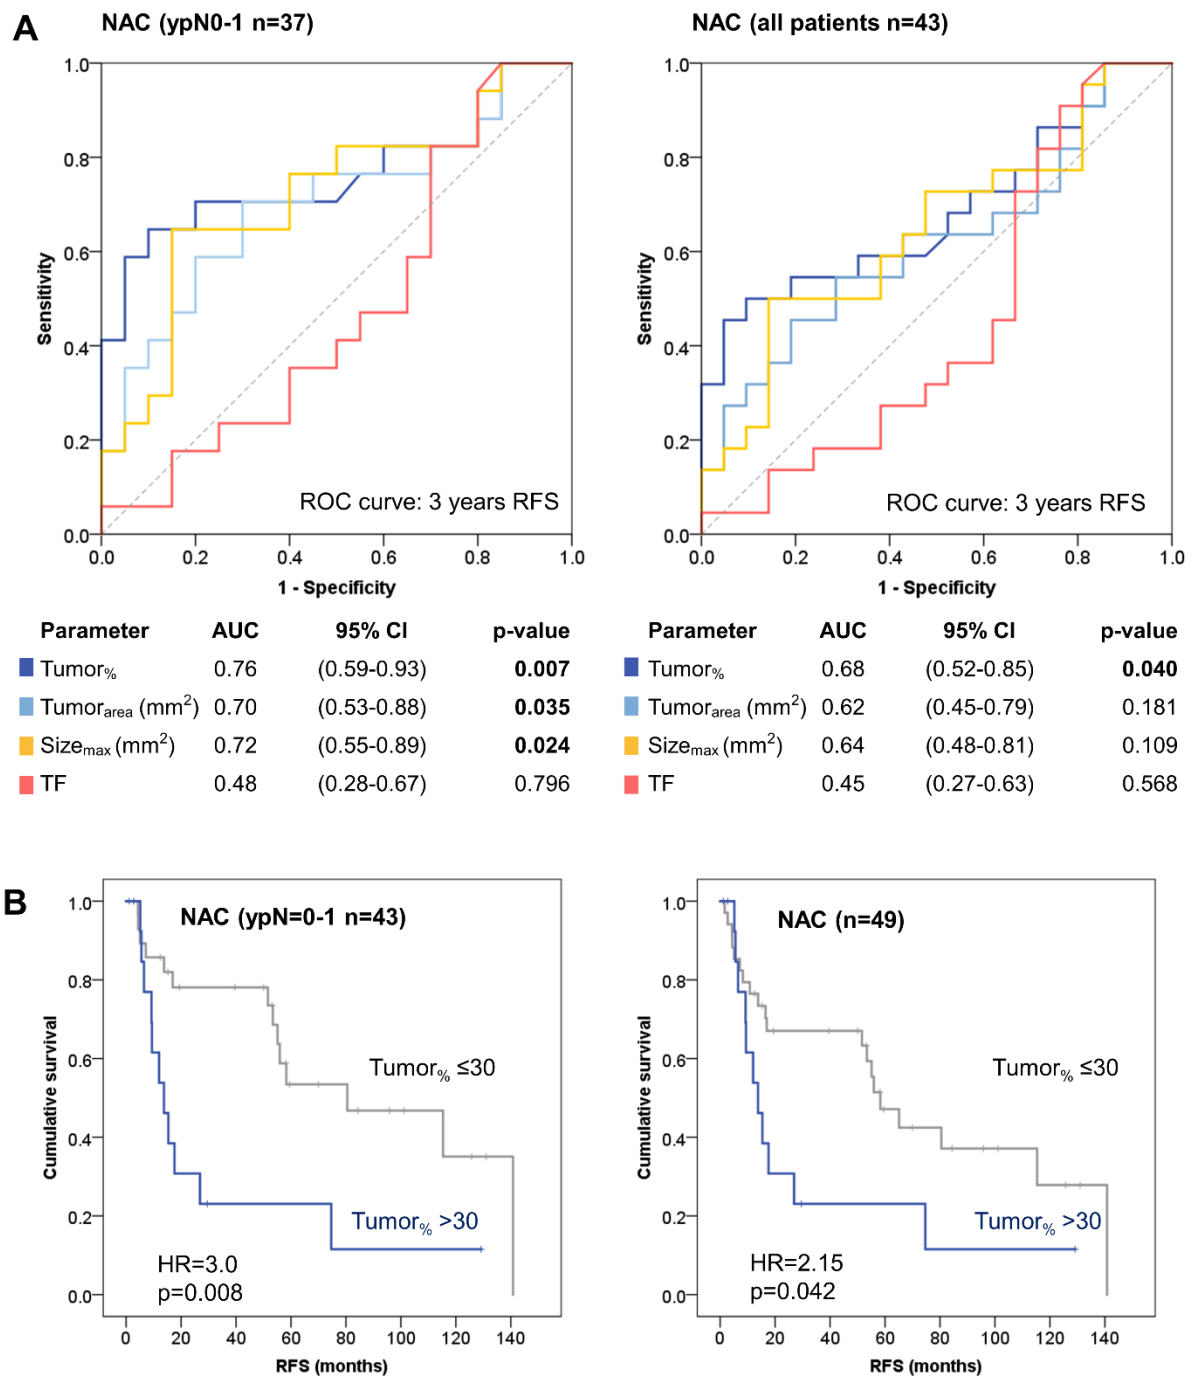 A
NAC (ypN0-1 n=37)
1.0
0.8
0.6
0.4
0.2
0.0
Sensitivity
ROC curve: 3 years RFS
0.0 0.2 0.4 0.6 0.8 1.0
1 - Specificity
Parameter AUC 95% CI p-value
Tumor% 0.76 (0.59-0.93) 0.007
Tumorarea (mm2) 0.70 (0.53-0.88) 0.035
Sizemax (mm2) 0.72 (0.55-0.89) 0.024
TF 0.48 (0.28-0.67) 0.796
NAC (all patients n=43)
1.0
0.8
0.6
0.4
0.2
0.0
Sensitivity
ROC curve: 3 years RFS
0.0 0.2 0.4 0.6 0.8 1.0
1 - Specificity
Parameter AUC 95% CI p-value
Tumor% 0.68 (0.52-0.85) 0.040
Tumorarea (mm2) 0.62 (0.45-0.79) 0.181
Sizemax (mm2) 0.64 (0.48-0.81) 0.109
TF 0.45 (0.27-0.63) 0.568
B
NAC (ypN=0-1 n=43)
1.0
0.8
0.6
0.4
0.2
0.0
Cumulative survival
Tumor% ≤30
Tumor% >30
HR=3.0
p=0.008
0 20 40 60 80 100 120 140
RFS (months)
NAC (n=49)
1.0
0.8
0.6
0.4
0.2
0.0
Cumulative survival
Tumor% ≤30
Tumor% >30
HR=2.15
p=0.042
0 20 40 60 80 100 120 140
RFS (months)